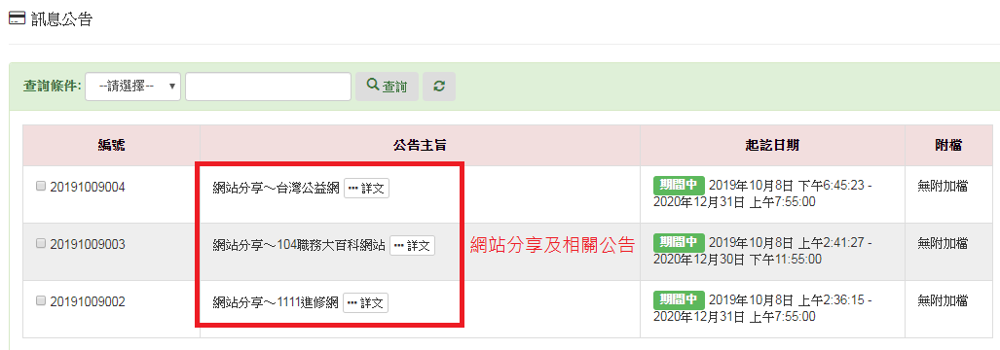 訊息公告
查詢條件: --請選擇-- 查詢
編號 公告主旨 起訖日期 附檔
20191009004 網站分享～台灣公益網 ••• 詳文 期間中 2019年10月8日 下午6:45:23 -
2020年12月31日 上午7:55:00 無附加檔
20191009003 網站分享～104職務大百科網站 ••• 詳文 網站分享及相關公告 期間中 2019年10月8日 上午2:41:27 -
2020年12月30日 下午11:55:00 無附加檔
20191009002 網站分享～1111進修網 ••• 詳文 期間中 2019年10月8日 上午2:36:15 -
2020年12月31日 上午7:55:00 無附加檔